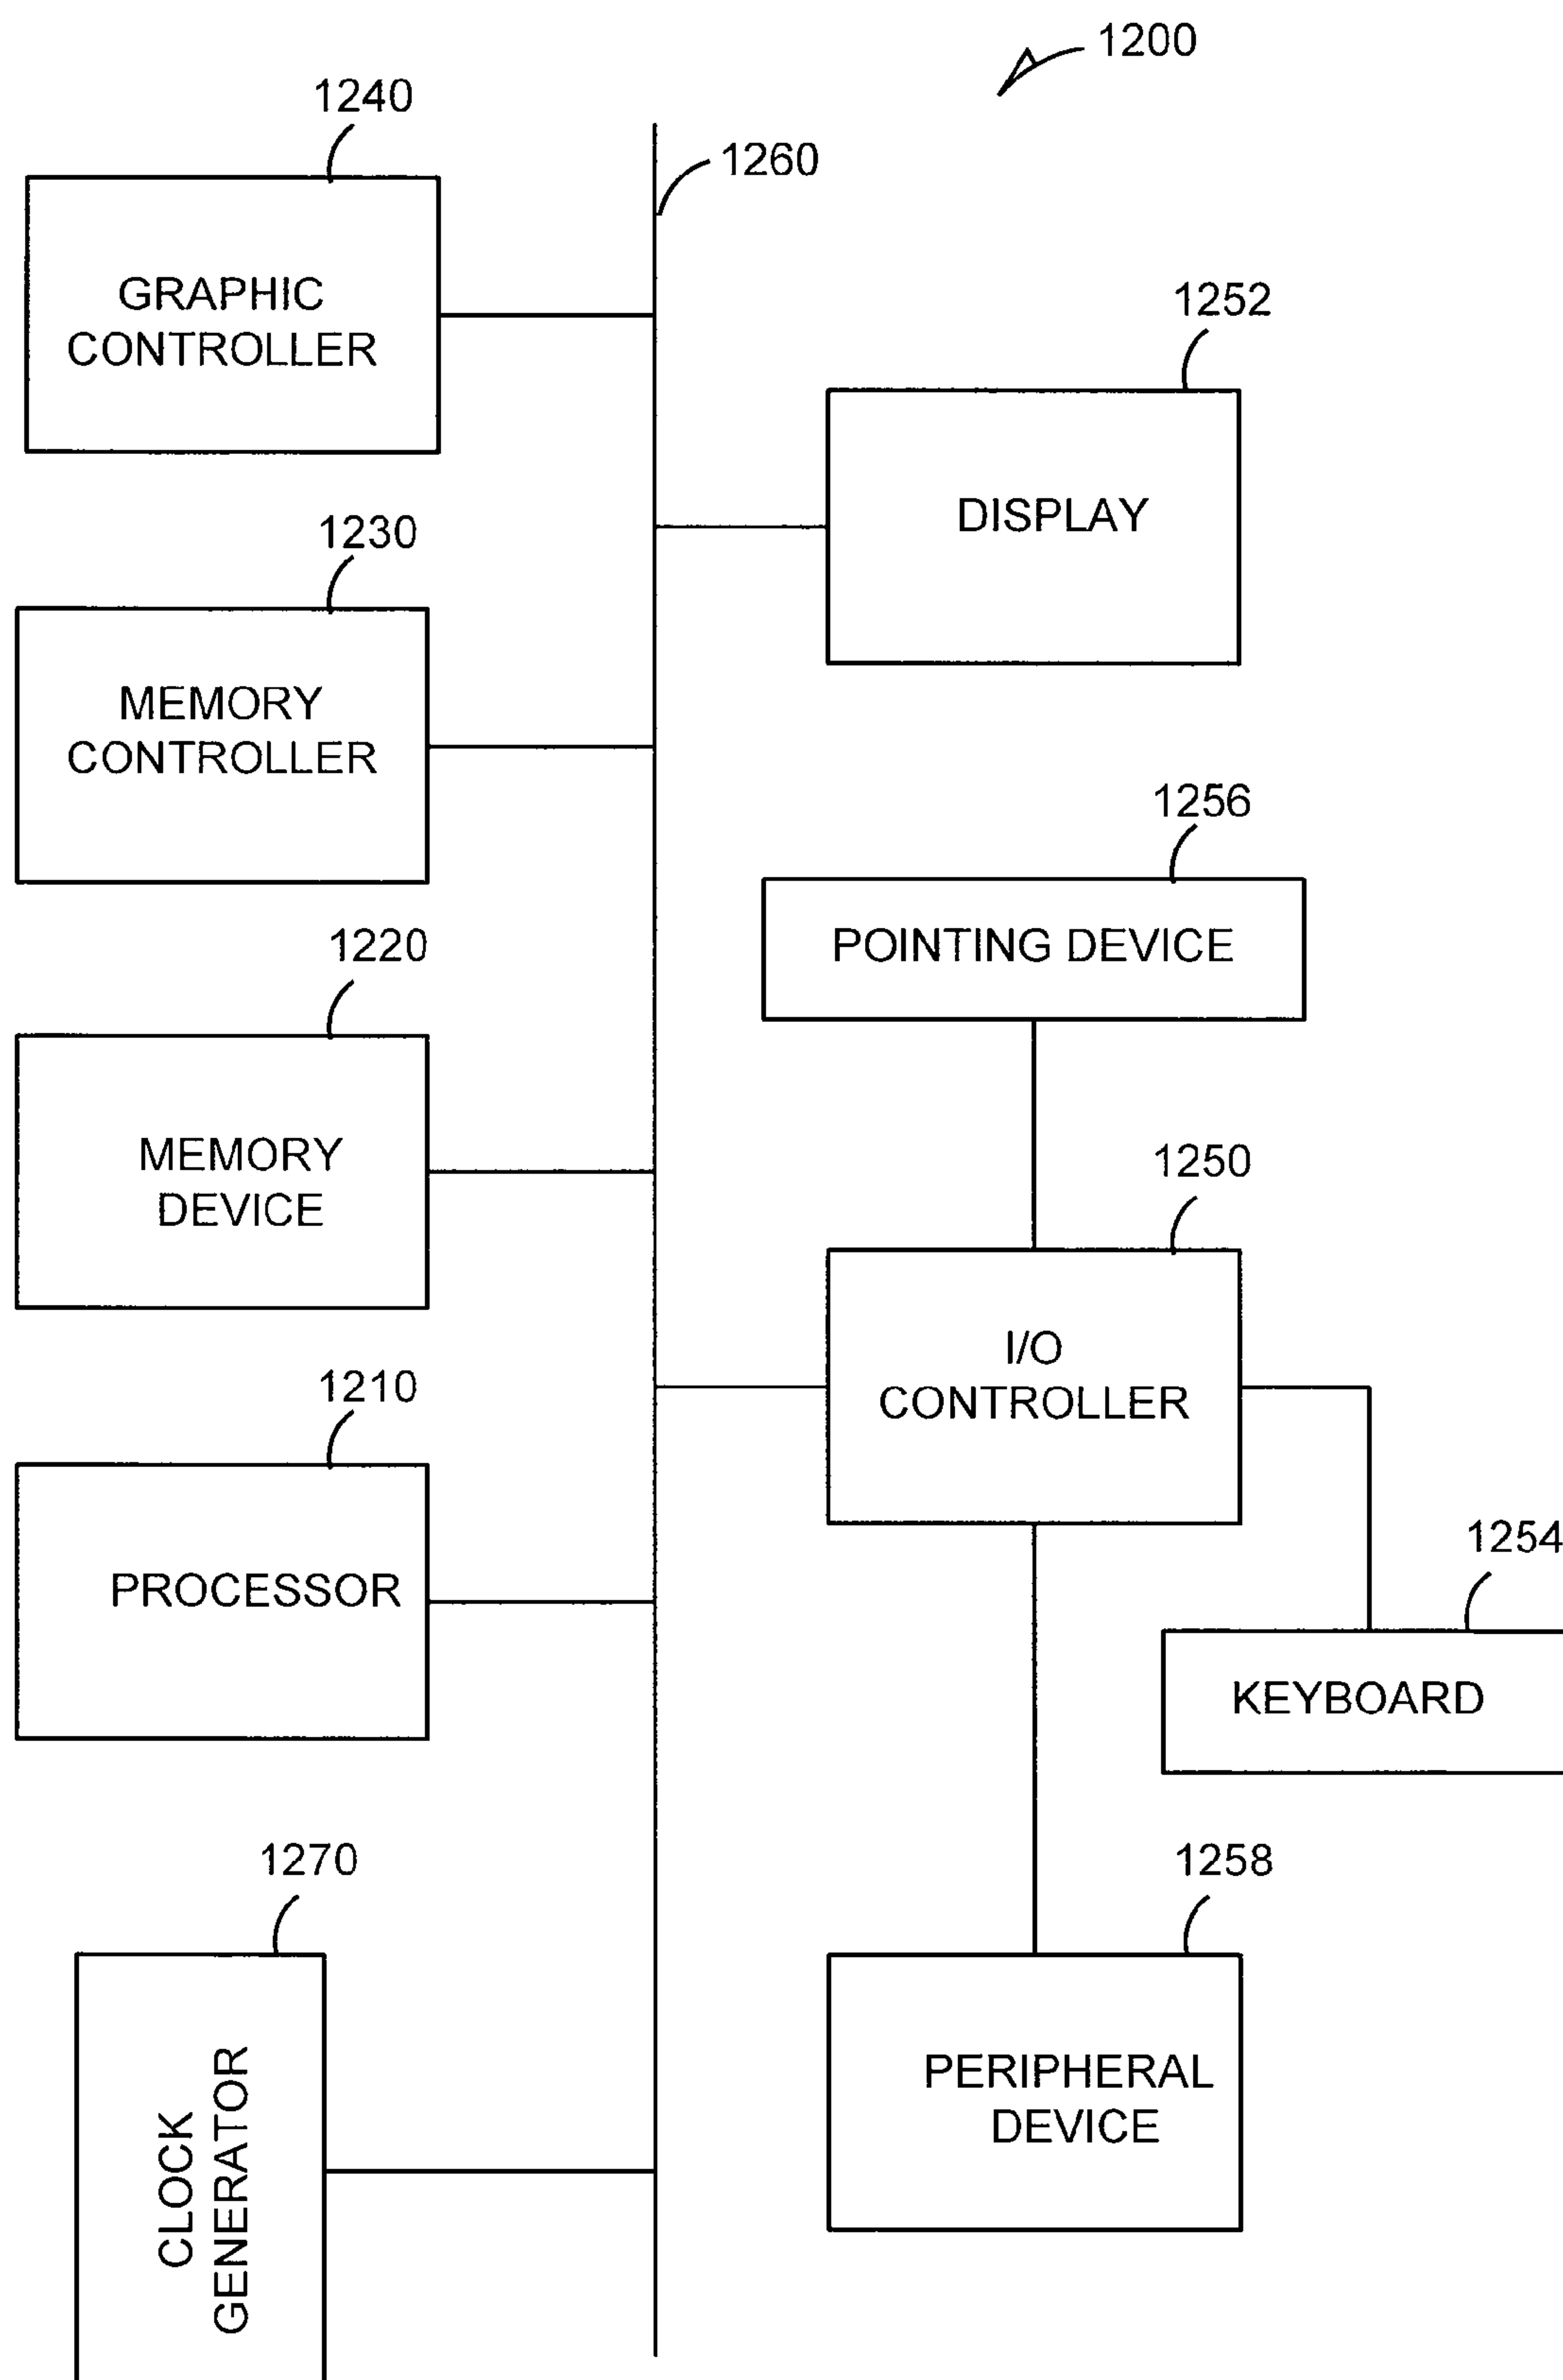 1200
1240
1260
GRAPHIC
CONTROLLER
1252
DISPLAY
1230
MEMORY
CONTROLLER
1256
POINTING DEVICE
1220
MEMORY
DEVICE
1250
I/O
CONTROLLER
1210
PROCESSOR
1254
KEYBOARD
1270
CLOCK
GENERATOR
1258
PERIPHERAL
DEVICE